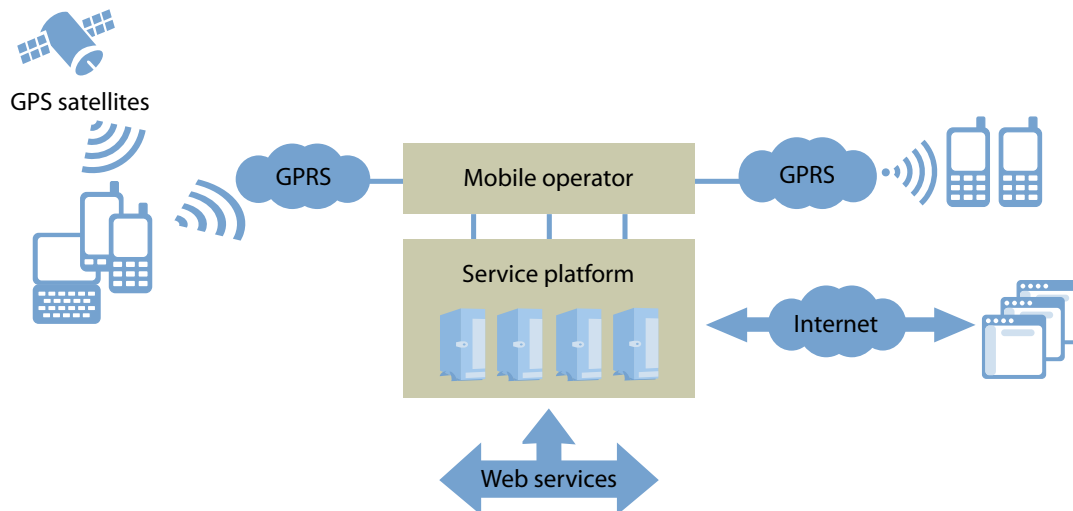 GPS satellites
GPRS
Mobile operator
GPRS
Service platform
Internet
Web services